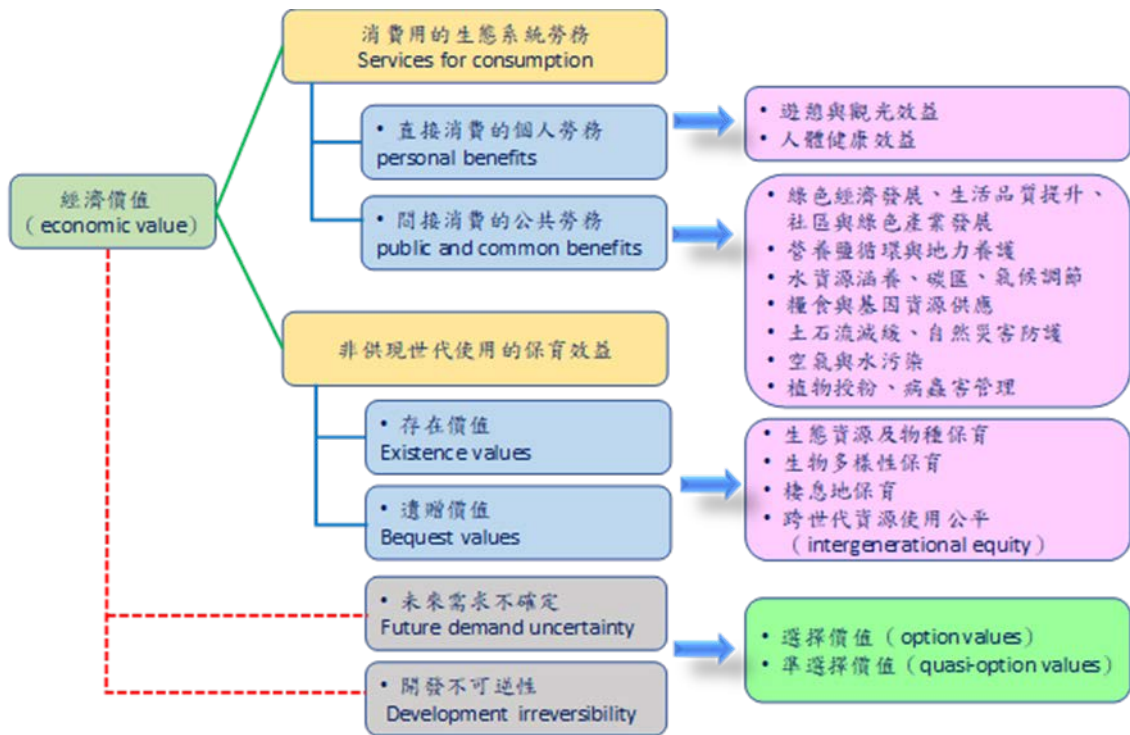 消費用的生態系統勞務
Services for consumption
• 直接消費的個人勞務
personal benefits
• 遊憩與觀光效益
• 人體健康效益
經濟價值
（economic value）
• 間接消費的公共勞務
public and common benefits
• 綠色經濟發展、生活品質提升、
社區與綠色產業發展
• 營養鹽循環與地力養護
• 水資源涵養、碳匯、氣候調節
• 糧食與基因資源供應
• 土石流減緩、自然災害防護
• 空氣與水污染
• 植物授粉、病蟲害管理
非供現世代使用的保育效益
• 存在價值
Existence values
• 遺贈價值
Bequest values
• 生態資源及物種保育
• 生物多樣性保育
• 棲息地保育
• 跨世代資源使用公平
（intergenerational equity）
• 未來需求不確定
Future demand uncertainty
• 開發不可逆性
Development irreversibility
• 選擇價值（option values）
• 準選擇價值（quasi-option values）